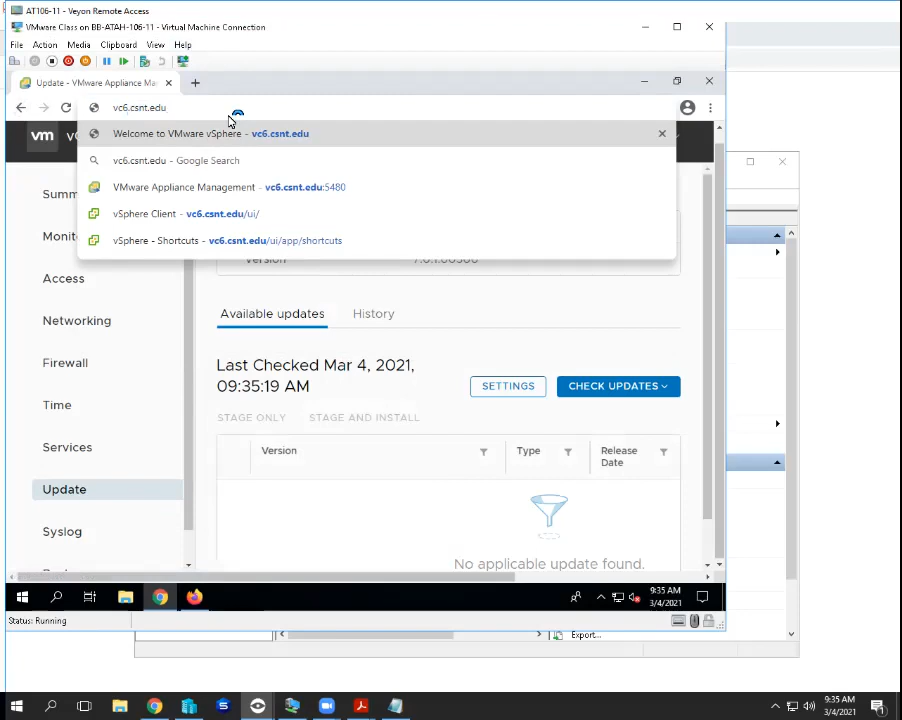 AT106-11 - Veyon Remote Access
VMware Class on BB-ATAH-106-11 - Virtual Machine Connection
File Action Media Clipboard View Help
Update - VMware Appliance Ma
vc6.csnt.edu
vm
Welcome to VMware vSphere - vc6.csnt.edu
vc6.csnt.edu - Google Search
VMware Appliance Management - vc6.csnt.edu:5480
vSphere Client - vc6.csnt.edu/ui/
vSphere - Shortcuts - vc6.csnt.edu/ui/app/shortcuts
Summ
Monit
Access
Networking
Firewall
Time
Services
Update
Syslog
Version
Available updates History
Last Checked Mar 4, 2021,
09:35:19 AM
SETTINGS
CHECK UPDATES
STAGE ONLY STAGE AND INSTALL
Version
Type
Release
Date
No applicable update found.
9:35 AM
3/4/2021
Status: Running
Export...
9:35 AM
3/4/2021
1